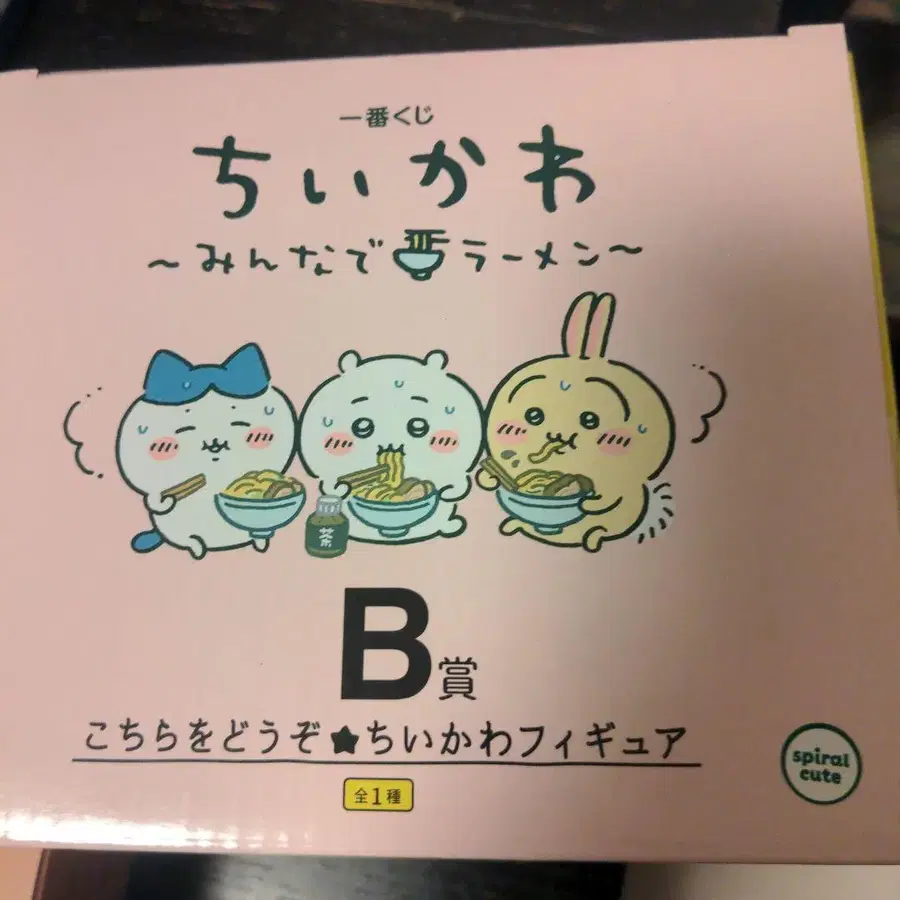 一番くじ
ちいかわ
～みんなでラーメン～
茶
B賞
こちらをどうぞ★ちいかわフィギュア
全1種
spiral
cute